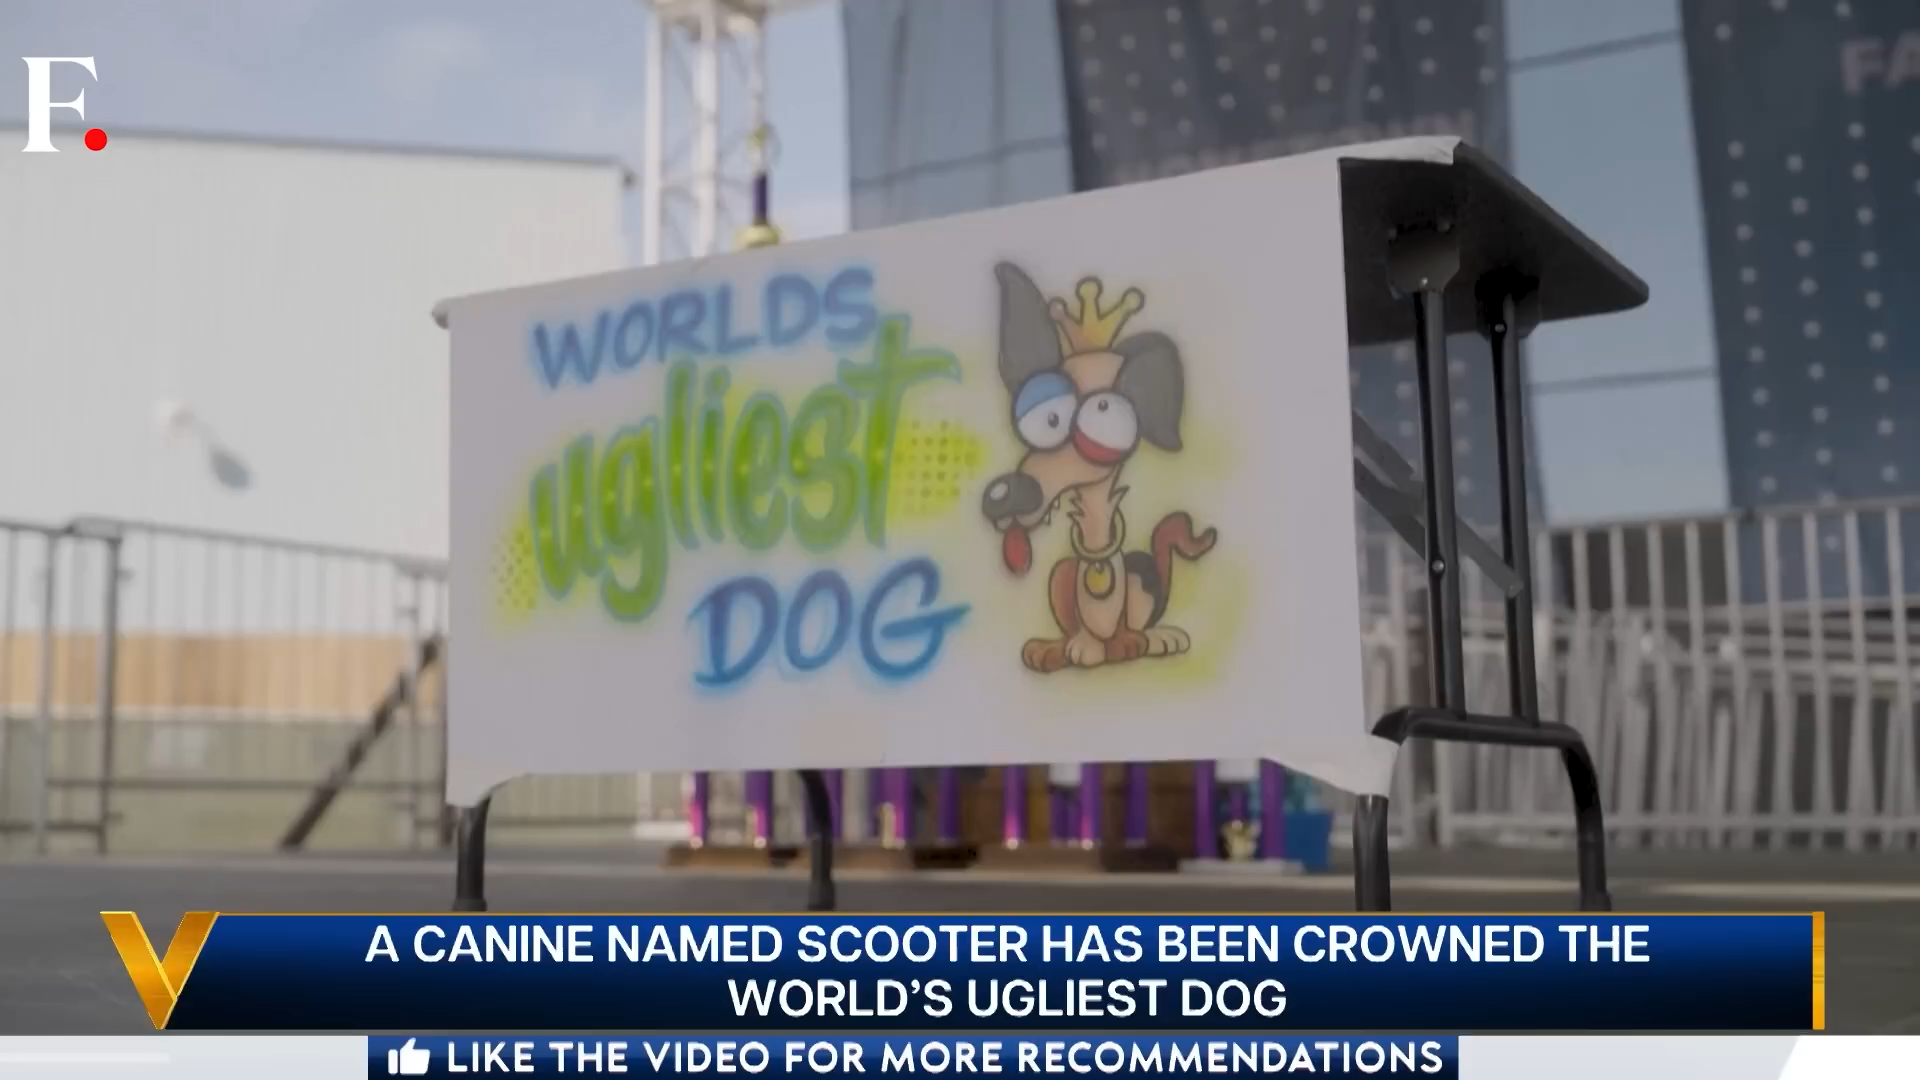 F.
FA
WORLDS
ugliest
DOG
A CANINE NAMED SCOOTER HAS BEEN CROWNED THE
WORLD'S UGLIEST DOG
LIKE THE VIDEO FOR MORE RECOMMENDATIONS